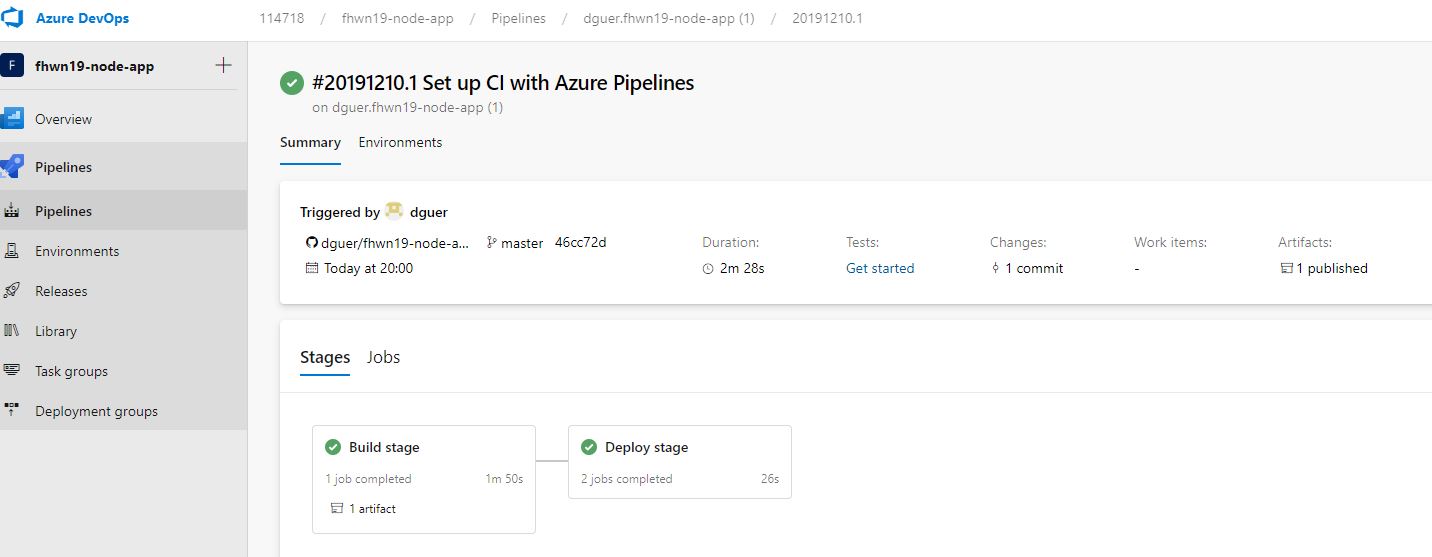 Azure DevOps
114718 / fhwn19-node-app / Pipelines / dguer.fhwn19-node-app (1) / 20191210.1
F fhwn19-node-app
Overview
Pipelines
Pipelines
Environments
Releases
Library
Task groups
Deployment groups
#20191210.1 Set up CI with Azure Pipelines
on dguer.fhwn19-node-app (1)
Summary Environments
Triggered by dguer
dguer/fhwn19-node-a... master 46cc72d
Today at 20:00
Duration:
2m 28s
Tests:
Get started
Changes:
1 commit
Work items:
-
Artifacts:
1 published
Stages Jobs
Build stage
1 job completed 1m 50s
1 artifact
Deploy stage
2 jobs completed 26s